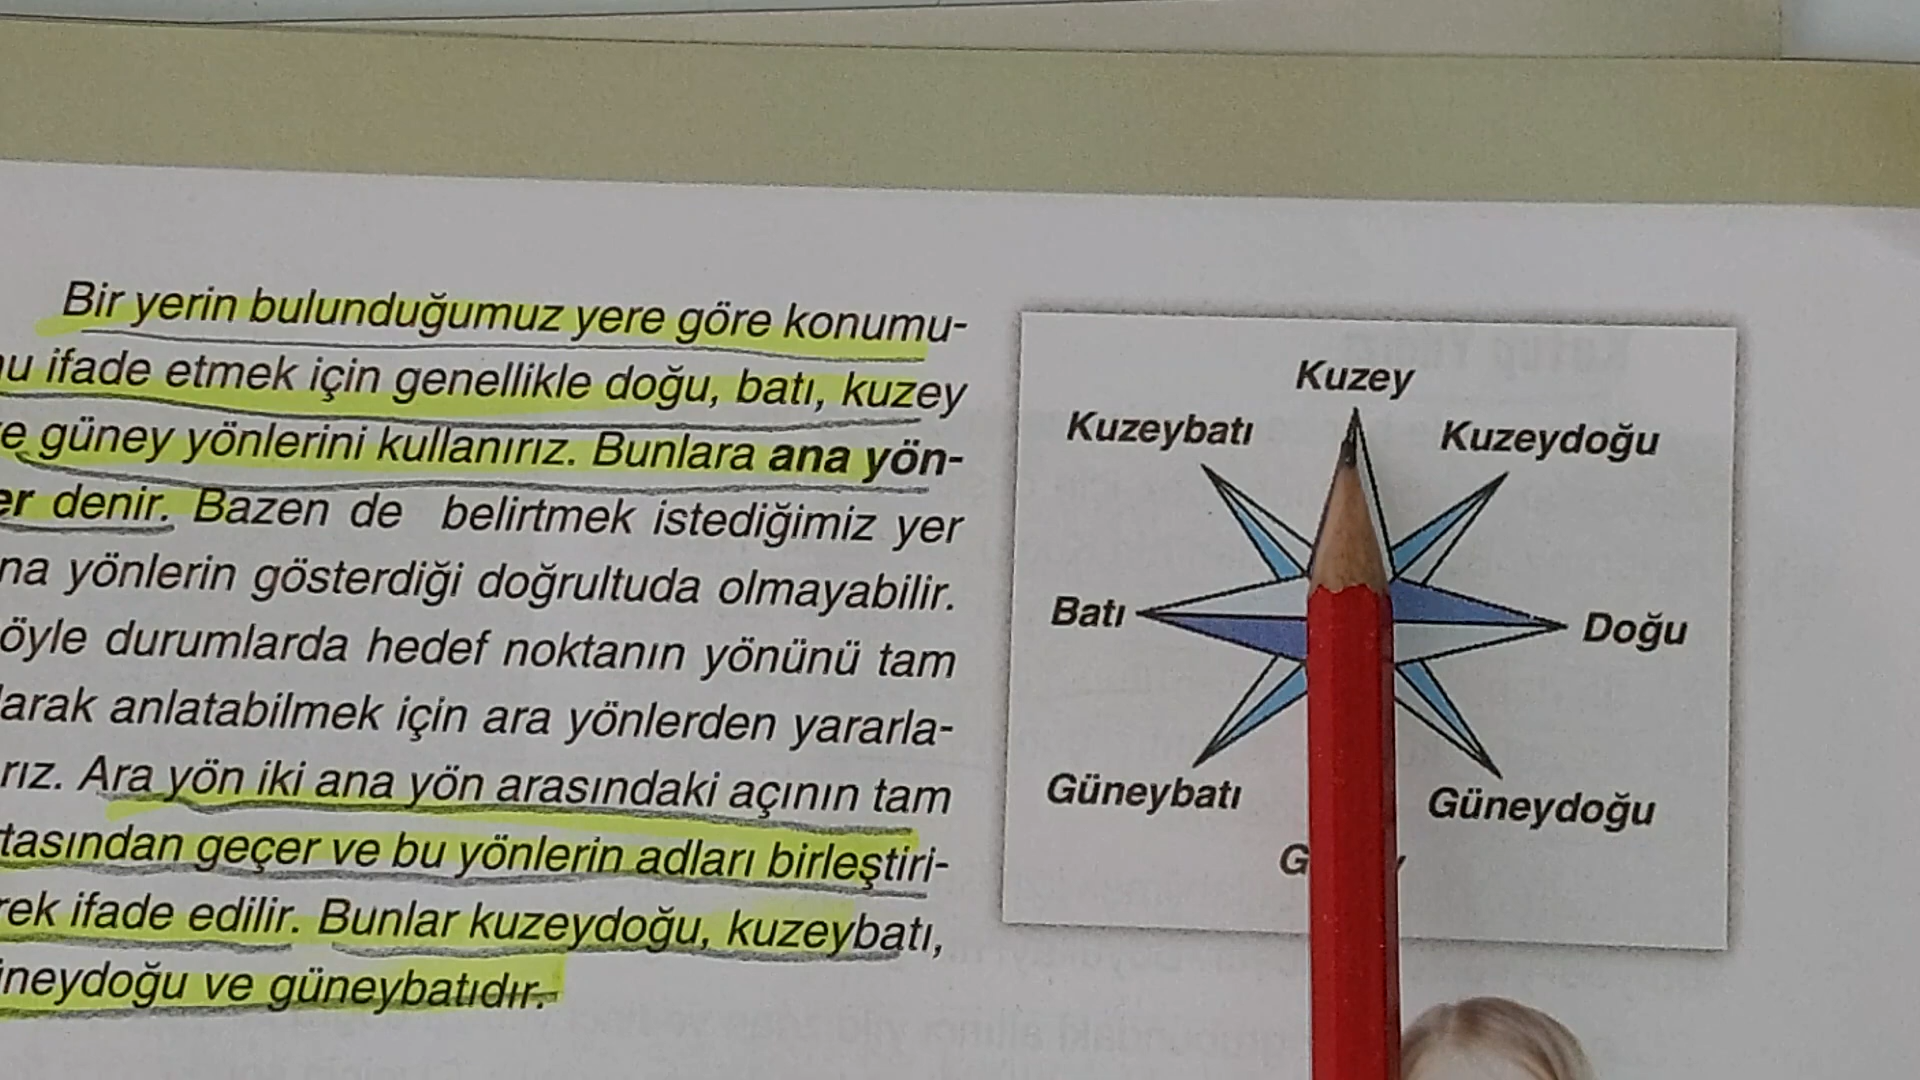 Bir yerin bulunduğumuz yere göre konumu-
nu ifade etmek için genellikle doğu, batı, kuzey
e güney yönlerini kullanırız. Bunlara ana yön-
er denir. Bazen de belirtmek istediğimiz yer
na yönlerin gösterdiği doğrultuda olmayabilir.
öyle durumlarda hedef noktanın yönünü tam
larak anlatabilmek için ara yönlerden yararla-
rız. Ara yön iki ana yön arasındaki açının tam
tasından geçer ve bu yönlerin adları birleştiri-
rek ifade edilir. Bunlar kuzeydoğu, kuzeybatı,
üneydoğu ve güneybatıdır.
Kuzey
Kuzeybatı
Kuzeydoğu
Batı
Doğu
Güneybatı
Güneydoğu